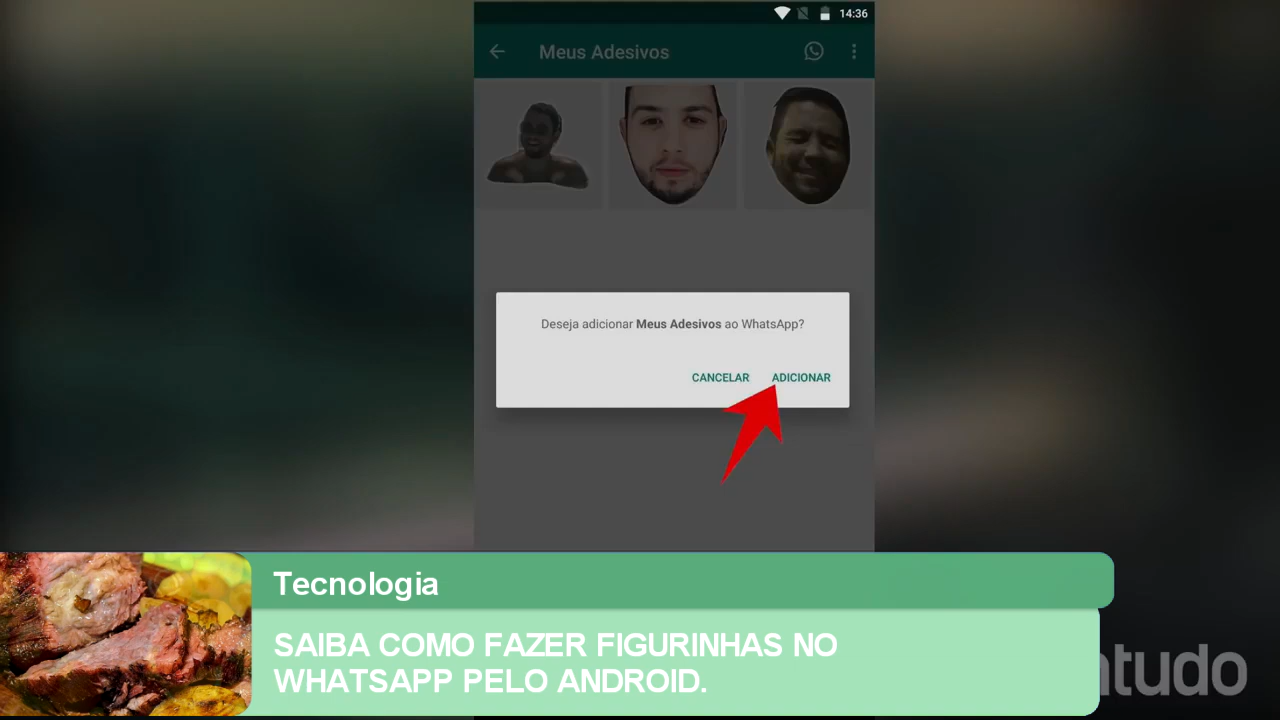 14:36
Meus Adesivos
Deseja adicionar Meus Adesivos ao WhatsApp?
CANCELAR ADICIONAR
Tecnologia
SAIBA COMO FAZER FIGURINHAS NO
WHATSAPP PELO ANDROID.